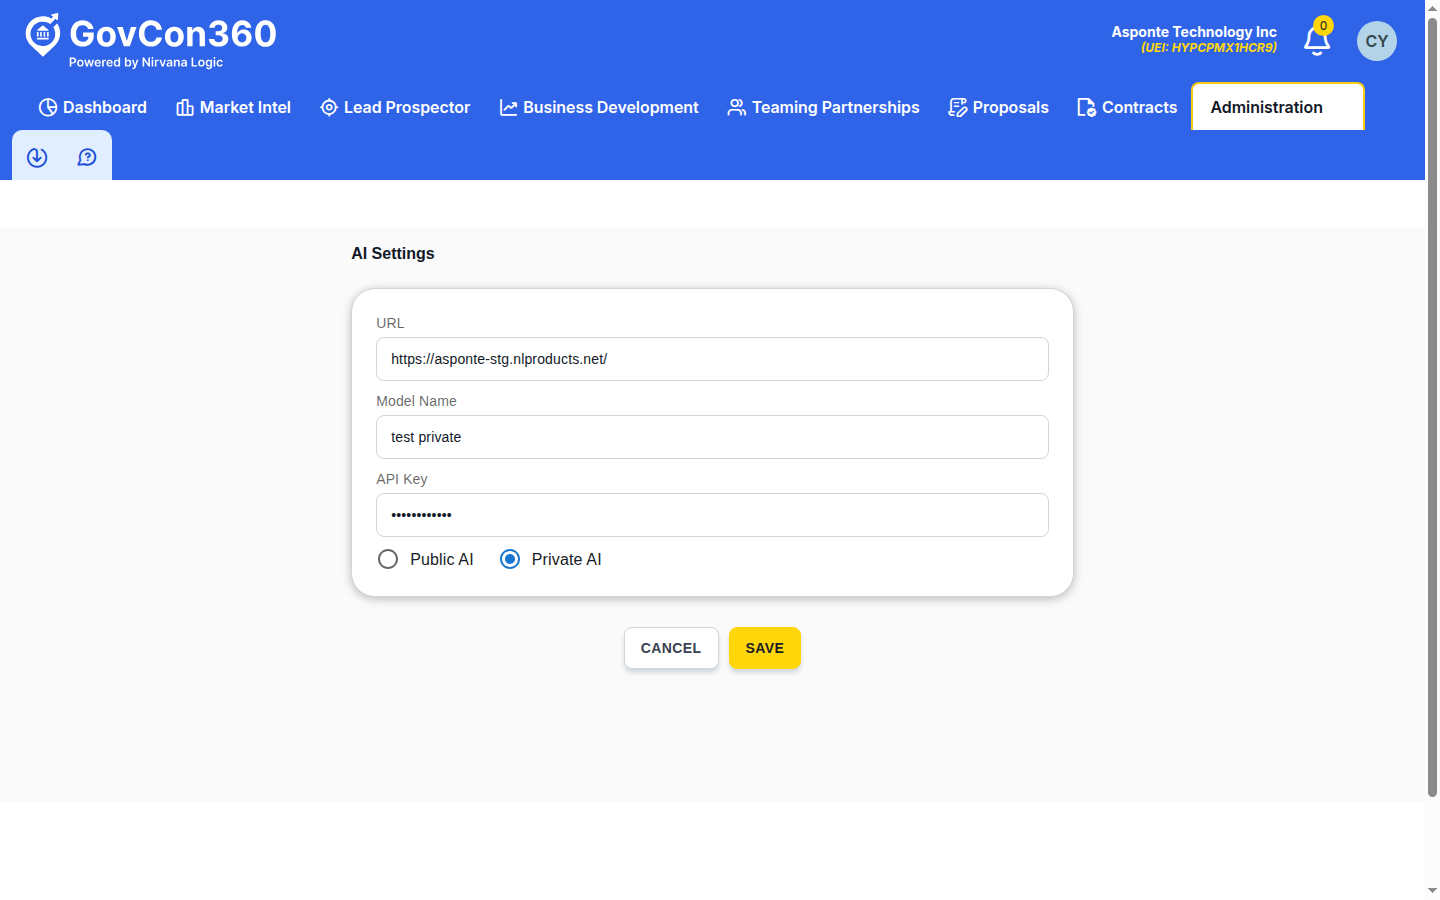 GovCon360
Powered by Nirvana Logic
Asponte Technology Inc
(UEI: HYPCPMX1HCR9)
0
CY
Dashboard
Market Intel
Lead Prospector
Business Development
Teaming Partnerships
Proposals
Contracts
Administration
AI Settings
URL
https://asponte-stg.nlproducts.net/
Model Name
test private
API Key
••••••••••••
Public AI
Private AI
CANCEL
SAVE